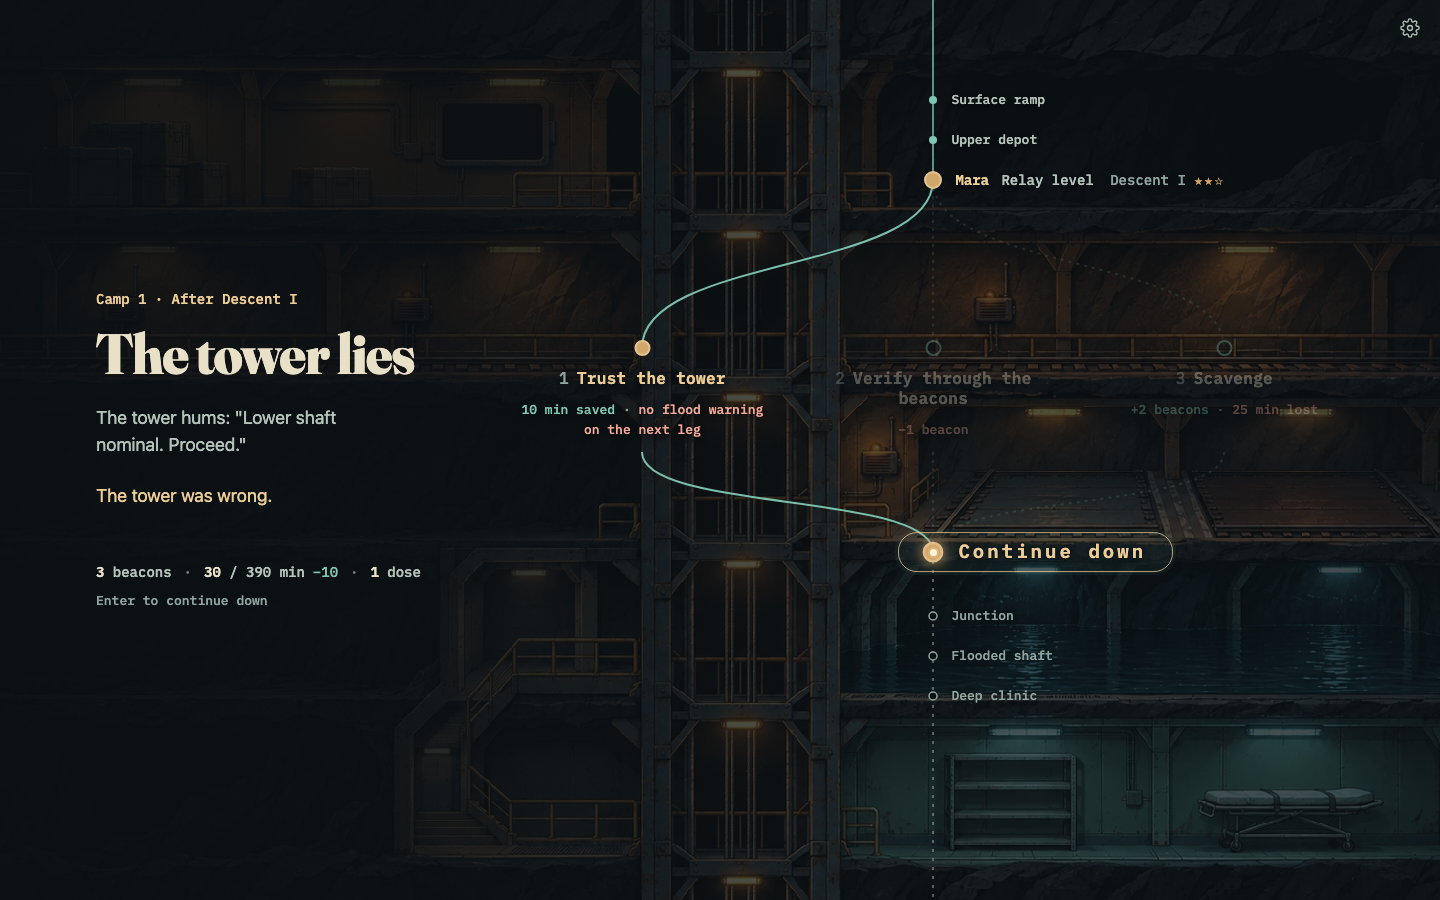 Surface ramp
Upper depot
Mara Relay level Descent I ★★☆
Camp 1 · After Descent I
The tower lies
The tower hums: "Lower shaft
nominal. Proceed."
The tower was wrong.
3 beacons · 30 / 390 min −10 · 1 dose
Enter to continue down
1 Trust the tower
10 min saved · no flood warning
on the next leg
2 Verify through the
beacons
−1 beacon
3 Scavenge
+2 beacons · 25 min lost
Continue down
Junction
Flooded shaft
Deep clinic